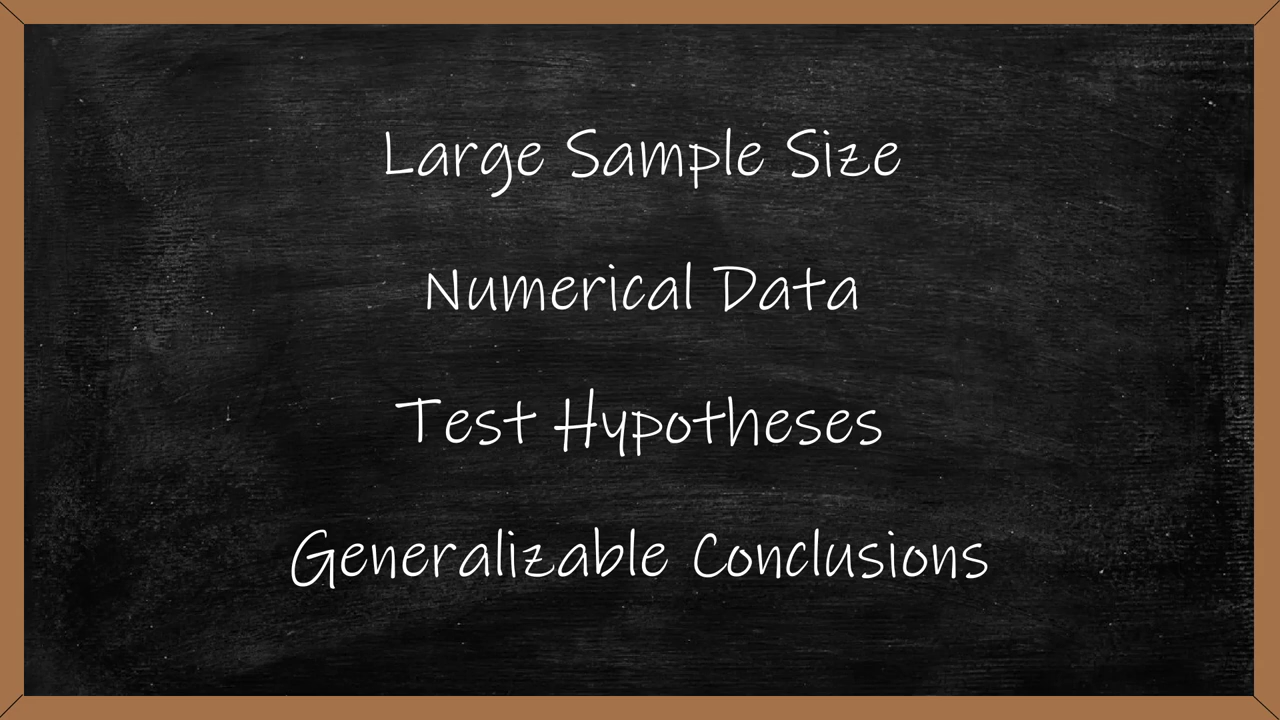 Large Sample Size
Numerical Data
Test Hypotheses
Generalizable Conclusions